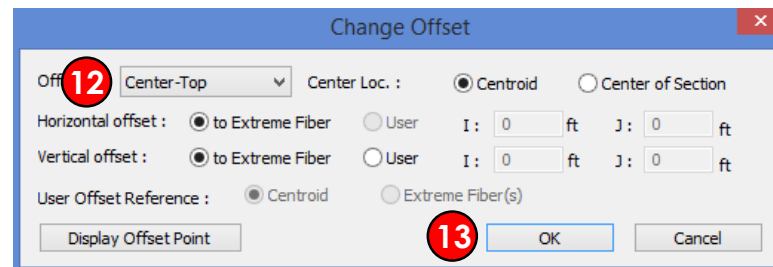 Change Offset
Off 12 Center-Top Center Loc. : Centroid Center of Section
Horizontal offset : to Extreme Fiber User I: 0 ft J: 0 ft
Vertical offset : to Extreme Fiber User I: 0 ft J: 0 ft
User Offset Reference : Centroid Extreme Fiber(s)
Display Offset Point 13 OK Cancel